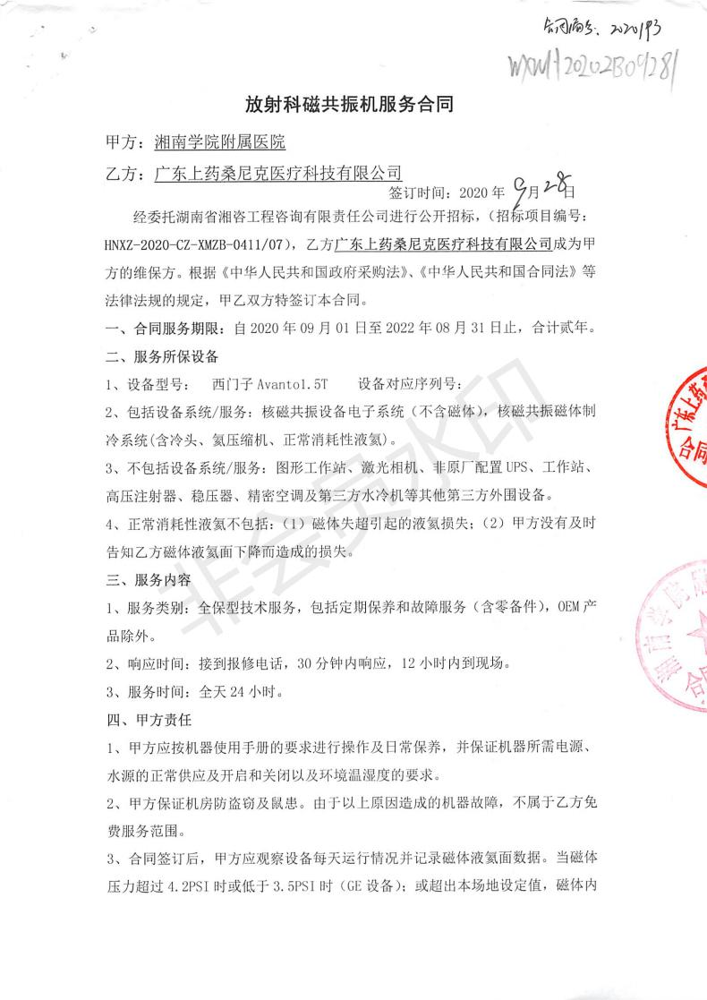 合同编号：2020193
WXWH20202B09281
放射科磁共振机服务合同
甲方：湘南学院附属医院
乙方：广东上药桑尼克医疗科技有限公司
签订时间：2020 年 9 月 28 日
经委托湖南省湘咨工程咨询有限责任公司进行公开招标，（招标项目编号：
HNXZ-2020-CZ-XMZB-0411/07），乙方广东上药桑尼克医疗科技有限公司成为甲
方的维保方。根据《中华人民共和国政府采购法》、《中华人民共和国合同法》等
法律法规的规定，甲乙双方特签订本合同。
一、合同服务期限：自 2020 年 09 月 01 日至 2022 年 08 月 31 日止，合计贰年。
二、服务所保设备
1、设备型号： 西门子 Avanto1.5T 设备对应序列号：
2、包括设备系统/服务：核磁共振设备电子系统（不含磁体），核磁共振磁体制
冷系统(含冷头、氦压缩机、正常消耗性液氦)。
3、不包括设备系统/服务：图形工作站、激光相机、非原厂配置 UPS、工作站、
高压注射器、稳压器、精密空调及第三方水冷机等其他第三方外围设备。
4、正常消耗性液氦不包括：（1）磁体失超引起的液氦损失；（2）甲方没有及时
告知乙方磁体液氦面下降而造成的损失。
三、服务内容
1、服务类别：全保型技术服务，包括定期保养和故障服务（含零备件），OEM 产
品除外。
2、响应时间：接到报修电话，30 分钟内响应，12 小时内到现场。
3、服务时间：全天 24 小时。
四、甲方责任
1、甲方应按机器使用手册的要求进行操作及日常保养，并保证机器所需电源、
水源的正常供应及开启和关闭以及环境温湿度的要求。
2、甲方保证机房防盗窃及鼠患。由于以上原因造成的机器故障，不属于乙方免
费服务范围。
3、合同签订后，甲方应观察设备每天运行情况并记录磁体液氦面数据。当磁体
压力超过 4.2PSI 时或低于 3.5PSI 时（GE 设备）；或超出本场地设定值，磁体内
非会员水印
广东上药
合同
湘南学院附
合同